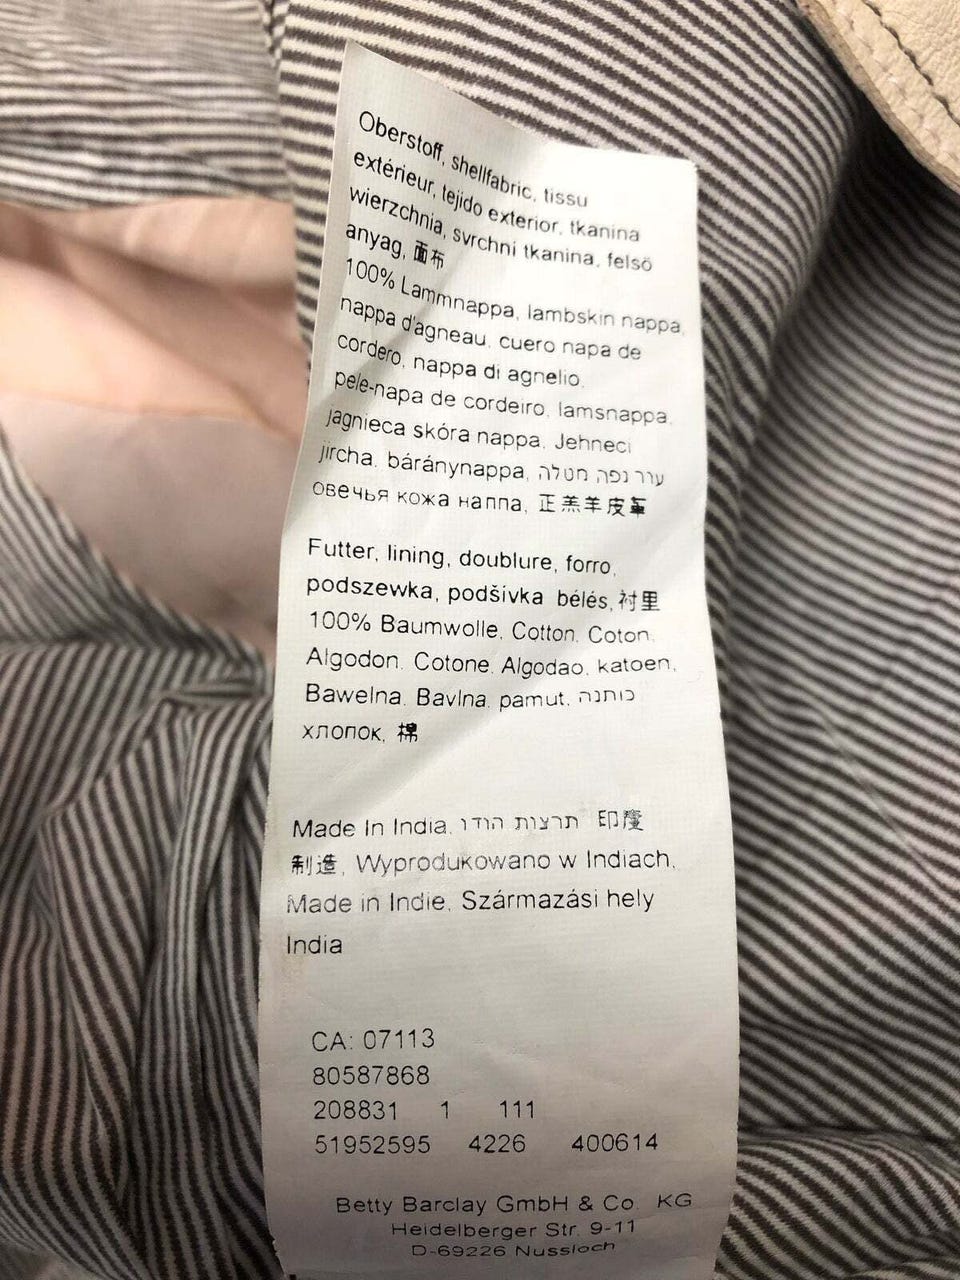 Oberstoff, shellfabric, tissu
extérieur, tejido exterior, tkanina
wierzchnia, svrchni tkanina, felsö
anyag, 面布
100% Lammnappa, lambskin nappa,
nappa d'agneau, cuero napa de
cordero, nappa di agnelio,
pele-napa de cordeiro, lamsnappa,
jagnieca skóra nappa, Jehneci
jircha, báránynappa, עור נפה מטלה
овечья кожа наппа, 正羔羊皮革
Futter, lining, doublure, forro,
podszewka, podšívka bélés, 衬里
100% Baumwolle, Cotton, Coton,
Algodon, Cotone, Algodao, katoen,
Bawelna, Bavlna, pamut, כותנה
хлопок, 棉
Made In India, תרצות הודו 印度
制造, Wyprodukowano w Indiach,
Made in Indie, Származási hely
India
CA: 07113
80587868
208831 1 111
51952595 4226 400614
Betty Barclay GmbH & Co. KG
Heidelberger Str. 9-11
D-69226 Nussloch